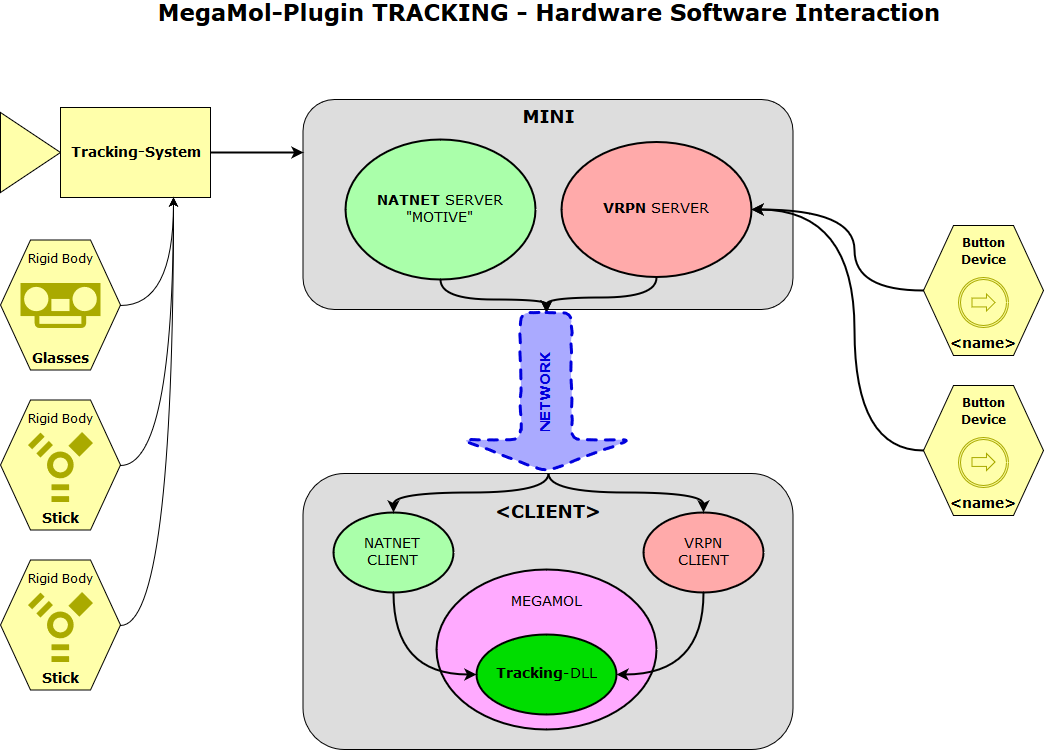 MegaMol-Plugin TRACKING - Hardware Software Interaction
MINI
Tracking-System
NATNET SERVER
"MOTIVE"
VRPN SERVER
Rigid Body
Glasses
Rigid Body
Stick
Rigid Body
Stick
Button
Device
<name>
Button
Device
<name>
NETWORK
<CLIENT>
NATNET
CLIENT
VRPN
CLIENT
MEGAMOL
Tracking-DLL